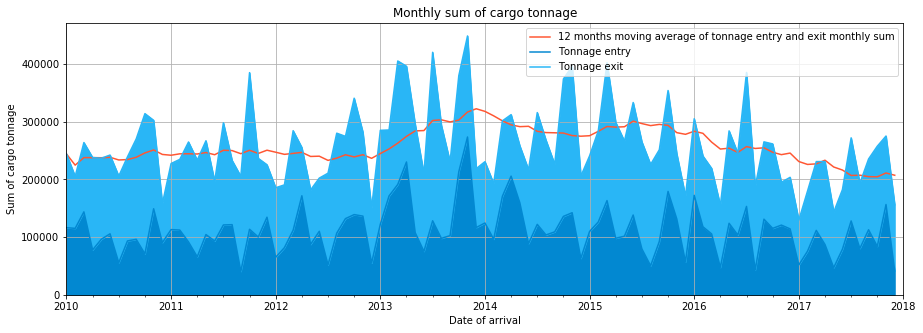 Monthly sum of cargo tonnage
12 months moving average of tonnage entry and exit monthly sum
Tonnage entry
Tonnage exit
Sum of cargo tonnage
400000
300000
200000
100000
0
2010 2011 2012 2013 2014 2015 2016 2017 2018
Date of arrival